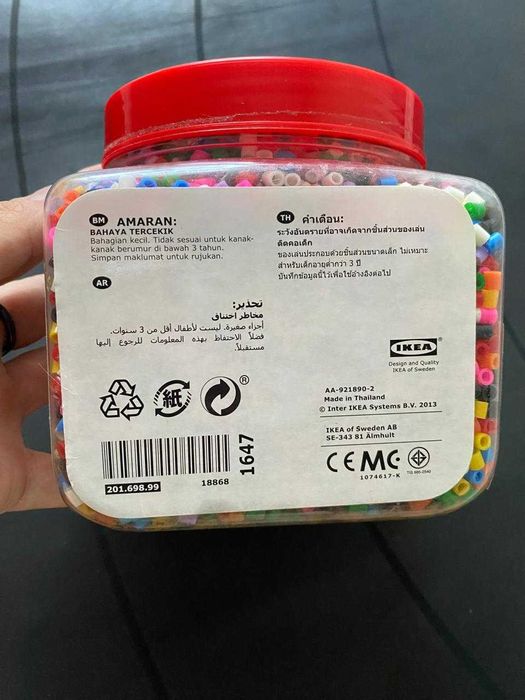 BM AMARAN:
BAHAYA TERCEKIK
Bahagian kecil. Tidak sesuai untuk kanak-
kanak berumur di bawah 3 tahun.
Simpan maklumat untuk rujukan.
TH คำเตือน:
ระวังอันตรายที่อาจเกิดจากชิ้นส่วนของเล่น
ติดคอเด็ก
ของเล่นประกอบด้วยชิ้นส่วนขนาดเล็ก ไม่เหมาะ
สำหรับเด็กอายุต่ำกว่า 3 ปี
บันทึกข้อมูลนี้ไว้เพื่อใช้อ้างอิงต่อไป
AR
تحذير:
مخاطر اختناق
أجزاء صغيرة. ليست لأطفال أقل من 3 سنوات.
فضلاً الاحتفاظ بهذه المعلومات للرجوع إليها
مستقبلاً.
IKEA®
Design and Quality
IKEA of Sweden
紙
®
AA-921890-2
Made in Thailand
© Inter IKEA Systems B.V. 2013
IKEA of Sweden AB
SE-343 81 Älmhult
1647
201.698.99
18868
CE MC
TIS 685-2540
1074617-K